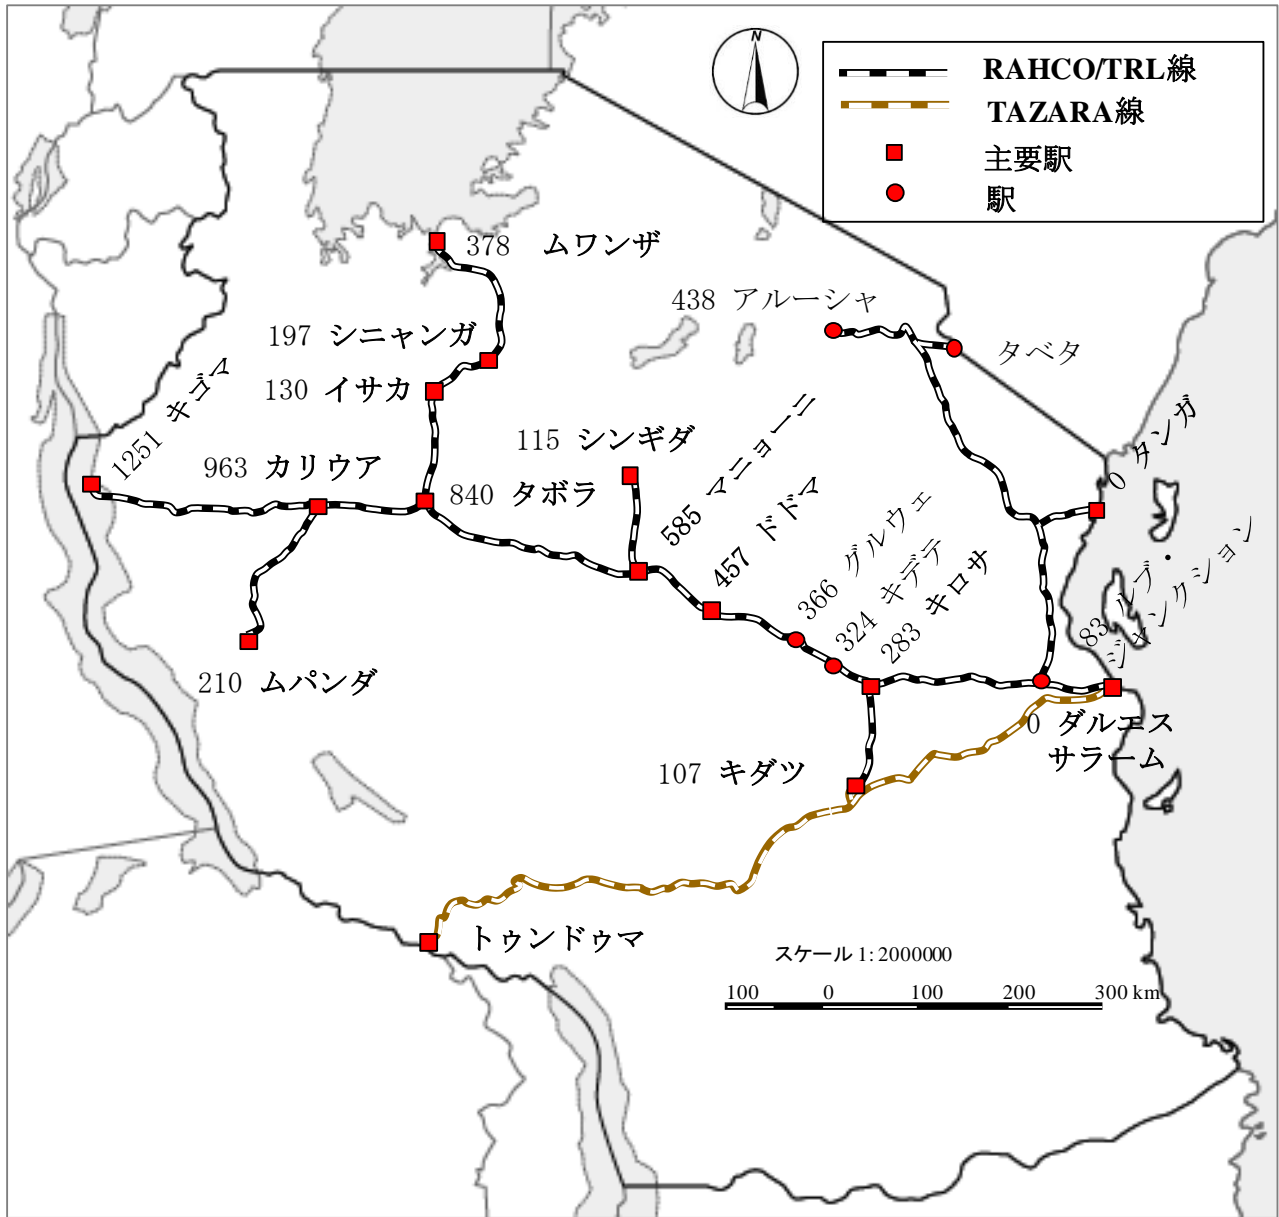 N
RAHCO/TRL線
TAZARA線
主要駅
駅
378 ムワンザ
438 アルーシャ
タベタ
197 シニャンガ
130 イサカ
1251 キゴマ
963 カリウア
115 シンギダ
840 タボラ
585 マニョーニ
457 ドドマ
366 グルウェ
324 キデテ
283 キロサ
0 タンガ
83 ルブ・
ジャンクション
210 ムパンダ
0 ダルエス
サラーム
107 キダツ
トゥンドゥマ
スケール 1: 2000000
100 0 100 200 300 km